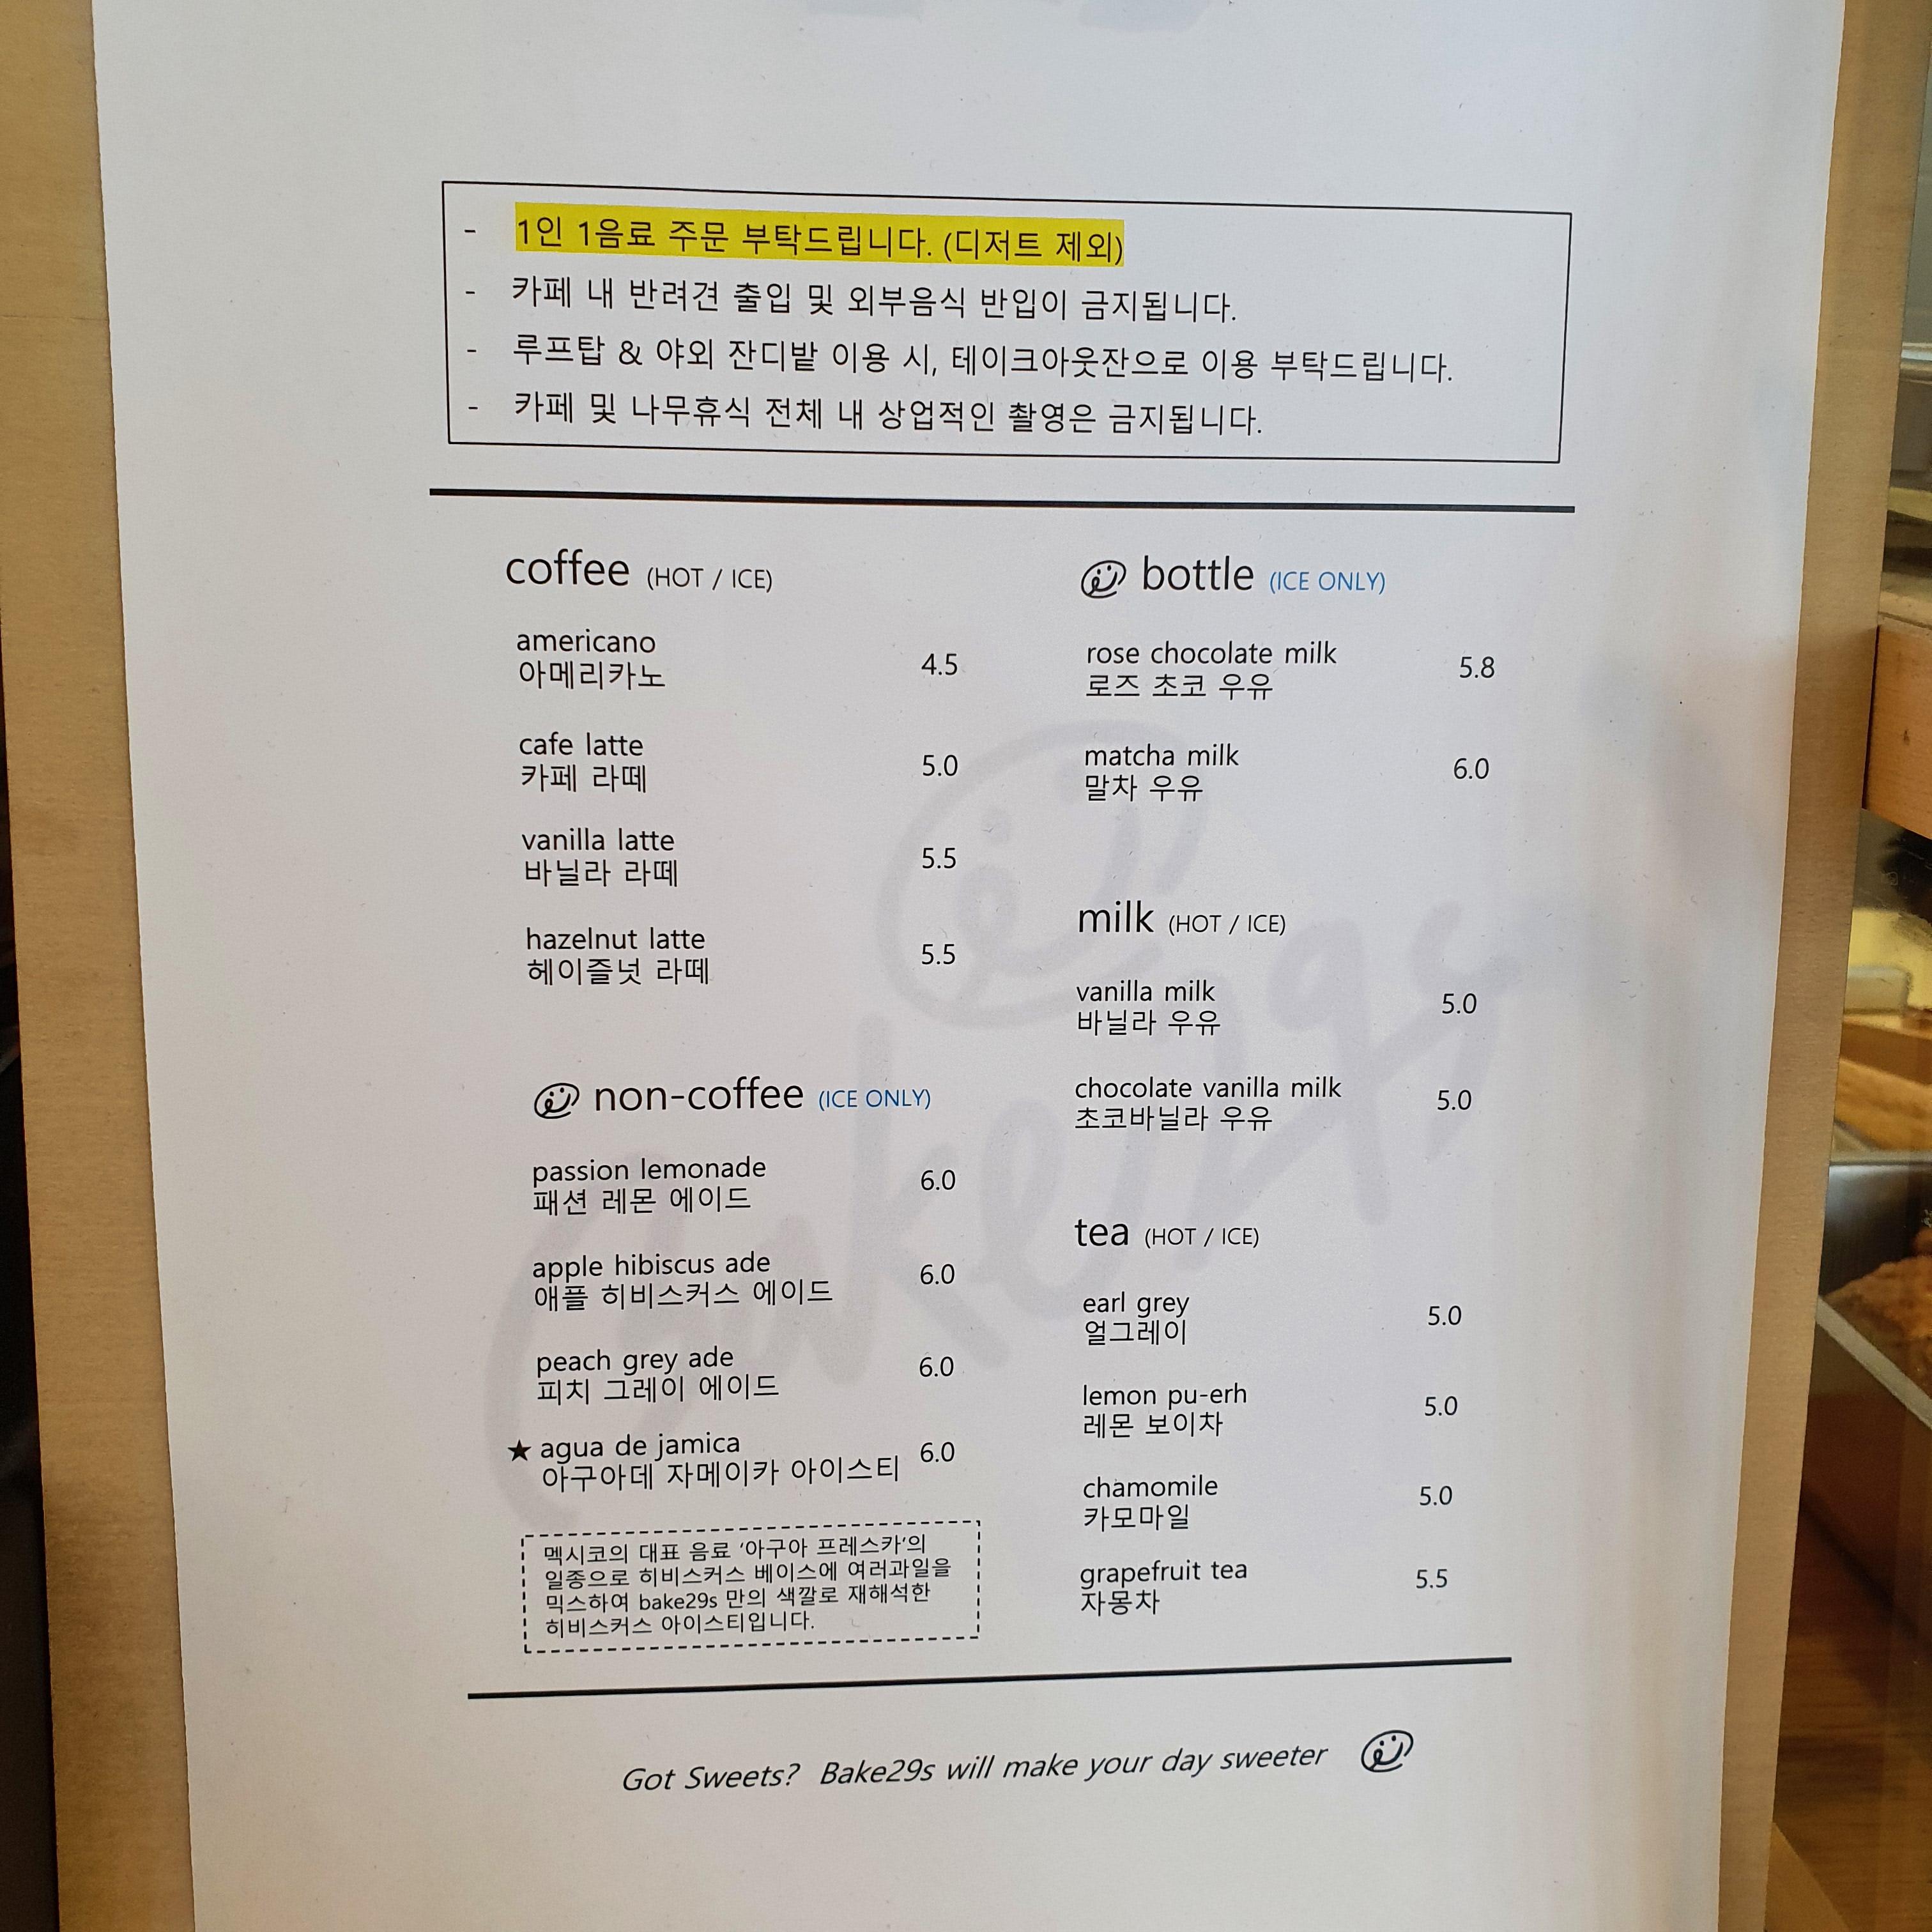 - 1인 1음료 주문 부탁드립니다. (디저트 제외)
- 카페 내 반려견 출입 및 외부음식 반입이 금지됩니다.
- 루프탑 & 야외 잔디밭 이용 시, 테이크아웃잔으로 이용 부탁드립니다.
- 카페 및 나무휴식 전체 내 상업적인 촬영은 금지됩니다.
coffee (HOT / ICE)
americano
아메리카노 4.5
cafe latte
카페 라떼 5.0
vanilla latte
바닐라 라떼 5.5
hazelnut latte
헤이즐넛 라떼 5.5
non-coffee (ICE ONLY)
passion lemonade
패션 레몬 에이드 6.0
apple hibiscus ade
애플 히비스커스 에이드 6.0
peach grey ade
피치 그레이 에이드 6.0
★ agua de jamica
아구아데 자메이카 아이스티 6.0
멕시코의 대표 음료 '아구아 프레스카'의
일종으로 히비스커스 베이스에 여러과일을
믹스하여 bake29s 만의 색깔로 재해석한
히비스커스 아이스티입니다.
bottle (ICE ONLY)
rose chocolate milk
로즈 초코 우유 5.8
matcha milk
말차 우유 6.0
milk (HOT / ICE)
vanilla milk
바닐라 우유 5.0
chocolate vanilla milk
초코바닐라 우유 5.0
tea (HOT / ICE)
earl grey
얼그레이 5.0
lemon pu-erh
레몬 보이차 5.0
chamomile
카모마일 5.0
grapefruit tea
자몽차 5.5
Got Sweets? Bake29s will make your day sweeter
bake29s